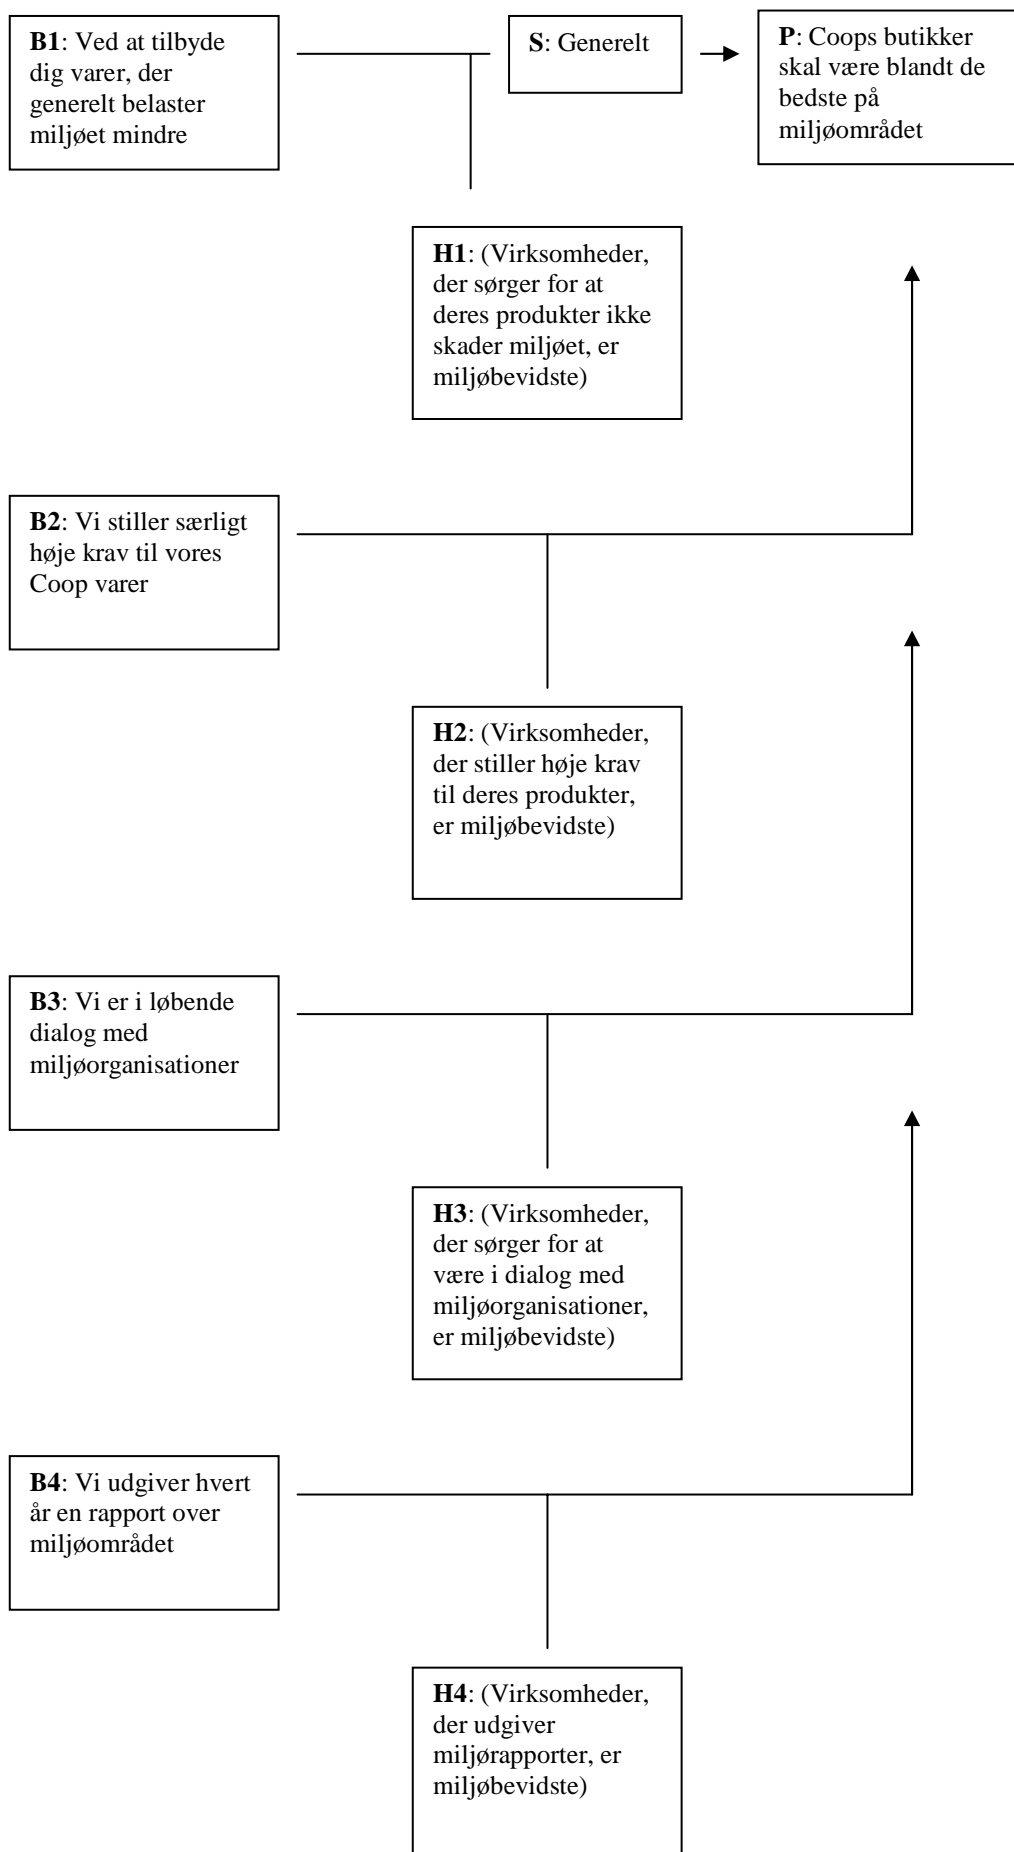 B1: Ved at tilbyde
dig varer, der
generelt belaster
miljøet mindre
S: Generelt
P: Coops butikker
skal være blandt de
bedste på
miljøområdet
H1: (Virksomheder,
der sørger for at
deres produkter ikke
skader miljøet, er
miljøbevidste)
B2: Vi stiller særligt
høje krav til vores
Coop varer
H2: (Virksomheder,
der stiller høje krav
til deres produkter,
er miljøbevidste)
B3: Vi er i løbende
dialog med
miljøorganisationer
H3: (Virksomheder,
der sørger for at
være i dialog med
miljøorganisationer,
er miljøbevidste)
B4: Vi udgiver hvert
år en rapport over
miljøområdet
H4: (Virksomheder,
der udgiver
miljørapporter, er
miljøbevidste)